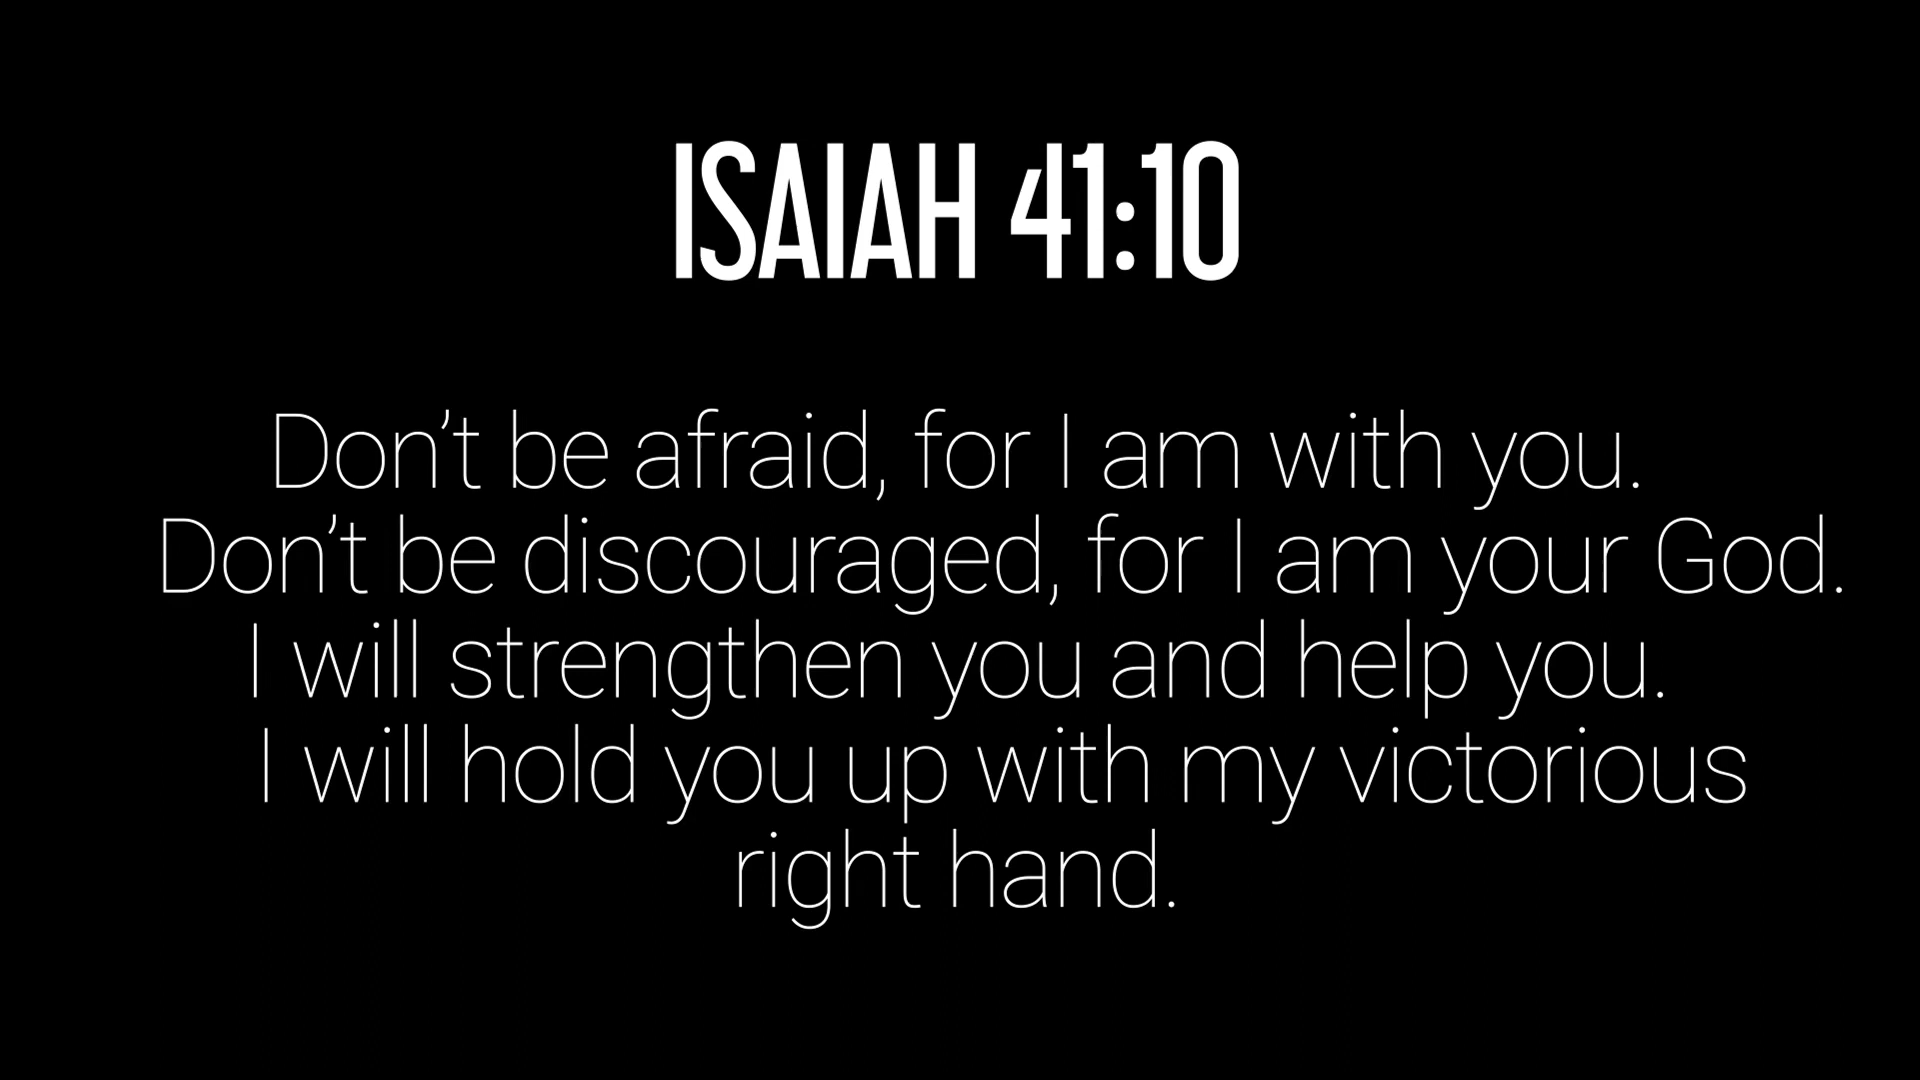 ISAIAH 41:10
Don’t be afraid, for I am with you.
Don’t be discouraged, for I am your God.
I will strengthen you and help you.
I will hold you up with my victorious
right hand.